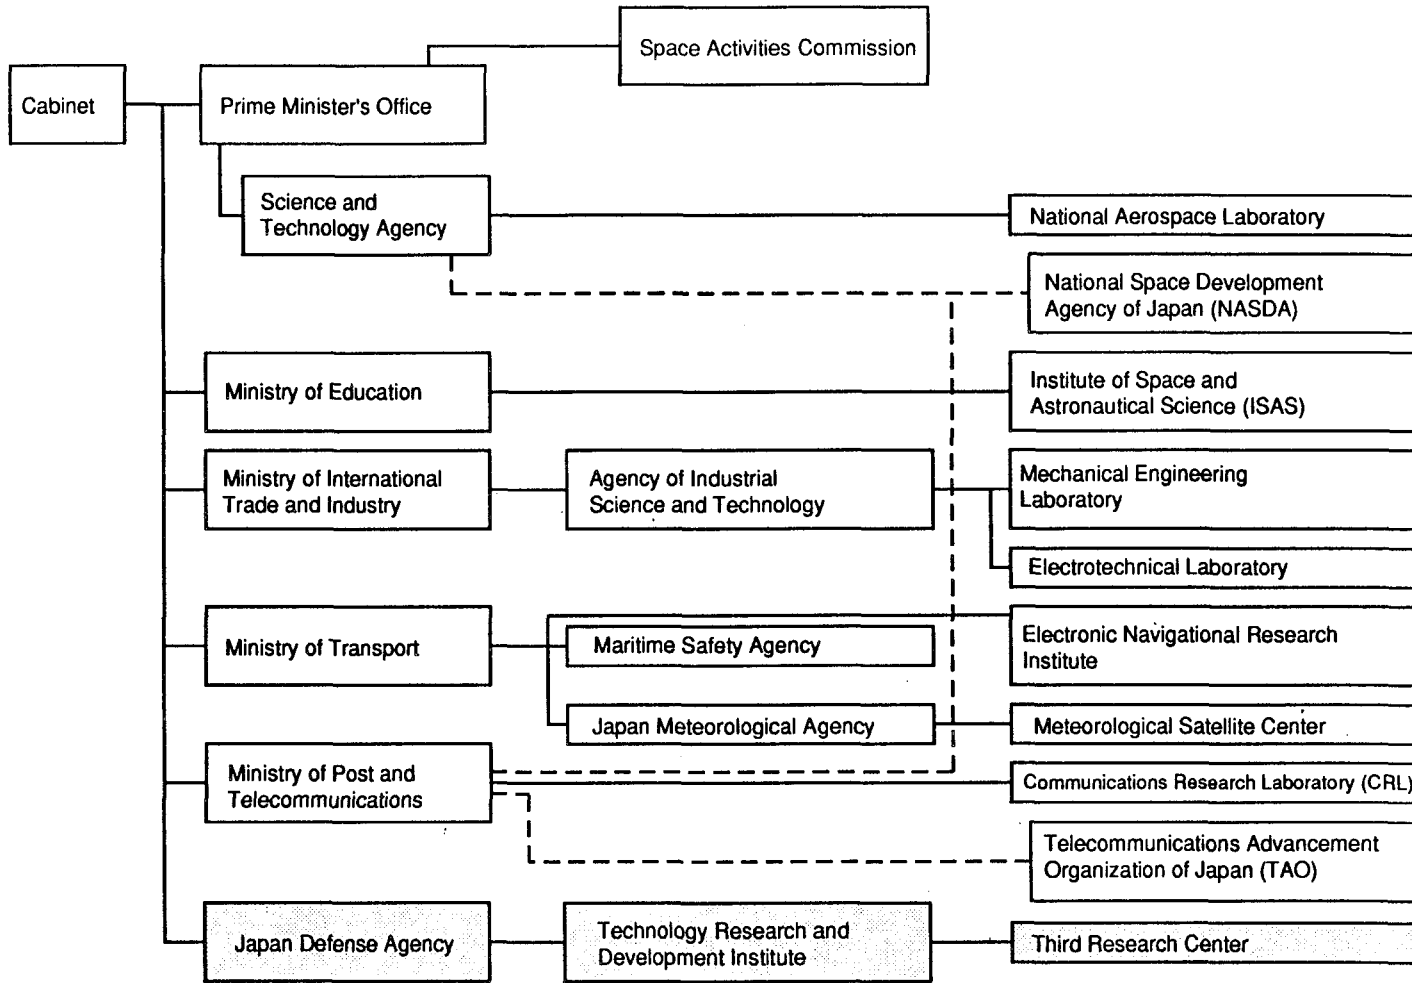 Space Activities Commission
Cabinet
Prime Minister's Office
Science and
Technology Agency
National Aerospace Laboratory
National Space Development
Agency of Japan (NASDA)
Ministry of Education
Institute of Space and
Astronautical Science (ISAS)
Ministry of International
Trade and Industry
Agency of Industrial
Science and Technology
Mechanical Engineering
Laboratory
Electrotechnical Laboratory
Ministry of Transport
Maritime Safety Agency
Electronic Navigational Research
Institute
Japan Meteorological Agency
Meteorological Satellite Center
Ministry of Post and
Telecommunications
Communications Research Laboratory (CRL)
Telecommunications Advancement
Organization of Japan (TAO)
Japan Defense Agency
Technology Research and
Development Institute
Third Research Center